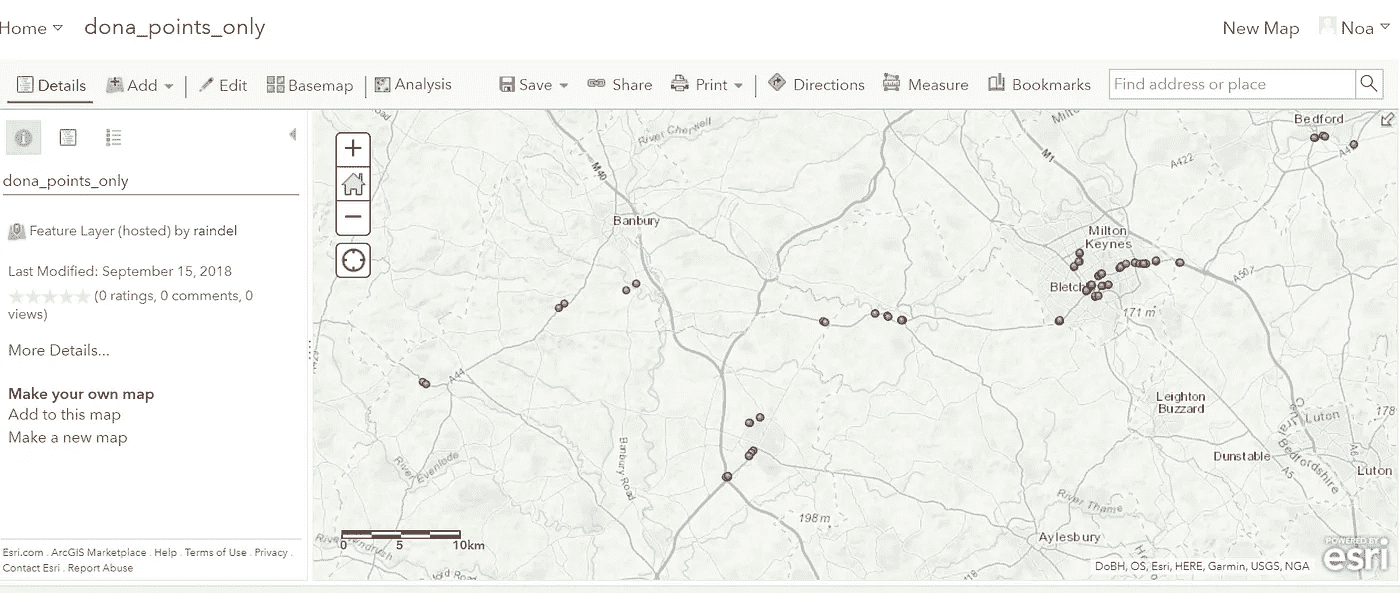 Home dona_points_only New Map Noa
Details Add Edit Basemap Analysis Save Share Print Directions Measure Bookmarks Find address or place
dona_points_only
Feature Layer (hosted) by raindel
Last Modified: September 15, 2018
(0 ratings, 0 comments, 0
views)
More Details...
Make your own map
Add to this map
Make a new map
Esri.com . ArcGIS Marketplace . Help . Terms of Use . Privacy .
Contact Esri . Report Abuse
River Cherwell
M40
Banbury
M1
A422
Bedford
Milton
Keynes
A507
Bletch
171 m
A44
Leighton
Buzzard
Luton
178
Central
Bedfordshire
Dunstable
A5
A6
Luton
River Evenlode
Banbury Road
River Thame
198 m
Aylesbury
0 5 10km
POWERED BY
esri
DoBH, OS, Esri, HERE, Garmin, USGS, NGA